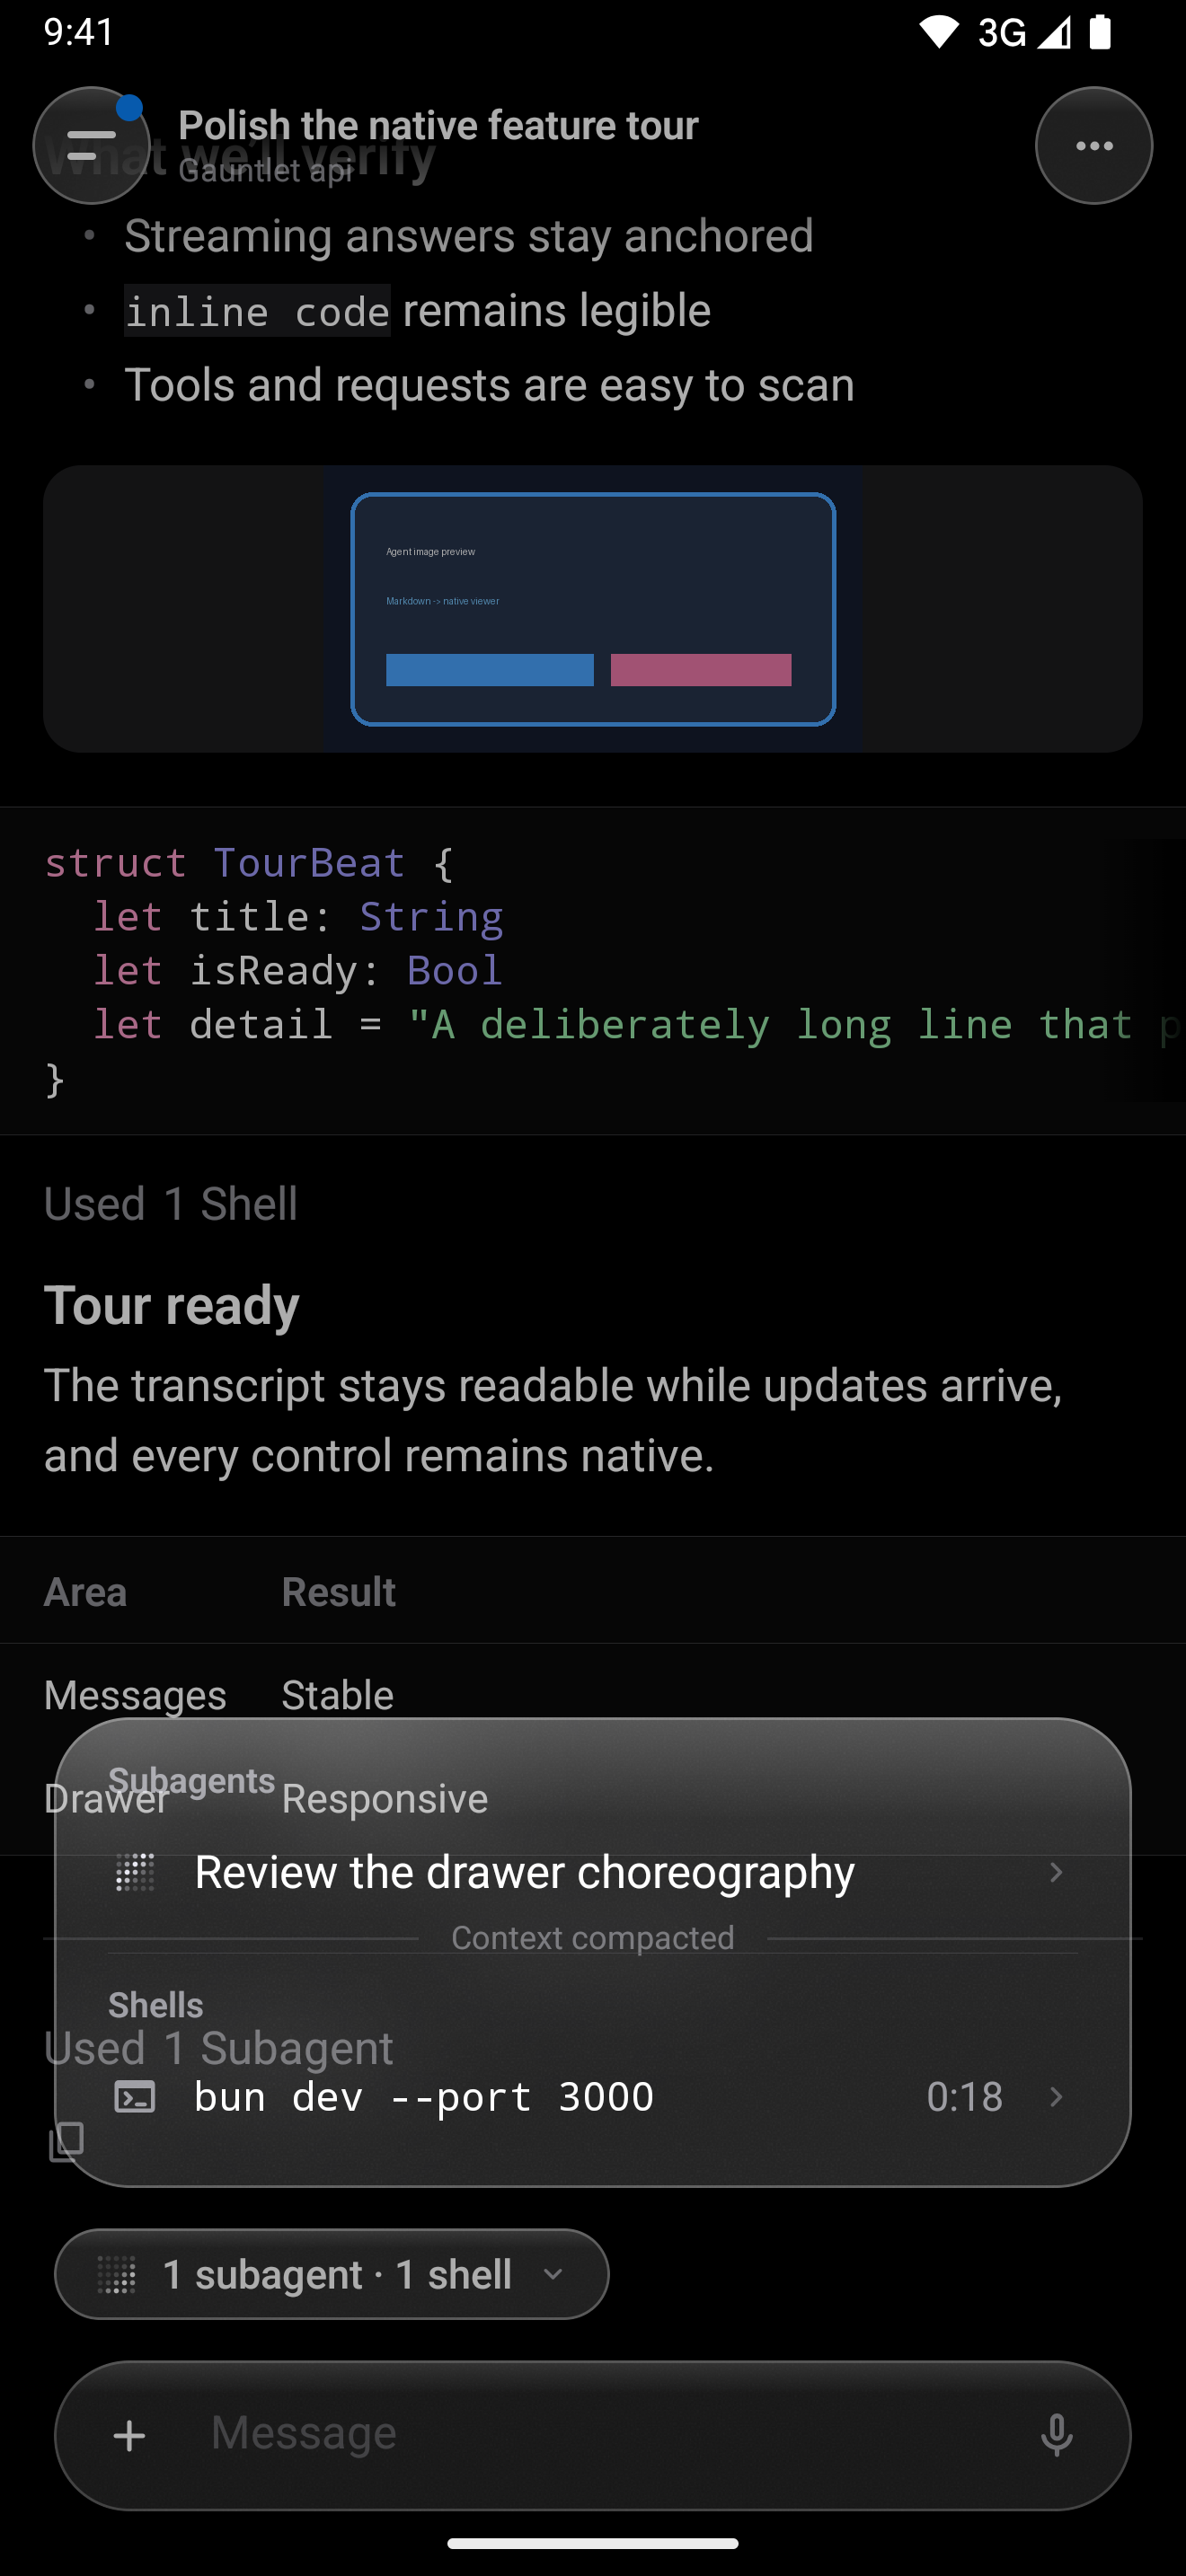 9:41
3G
Polish the native feature tour
What we'll verify
Gauntlet api
• Streaming answers stay anchored
• inline code remains legible
• Tools and requests are easy to scan
Agent image preview
Markdown -> native viewer
struct TourBeat {
let title: String
let isReady: Bool
let detail = "A deliberately long line that p
}
Used 1 Shell
Tour ready
The transcript stays readable while updates arrive,
and every control remains native.
Area Result
Messages Stable
Subagents
Drawer Responsive
Review the drawer choreography
Context compacted
Shells
Used 1 Subagent
bun dev --port 3000 0:18
1 subagent · 1 shell
Message